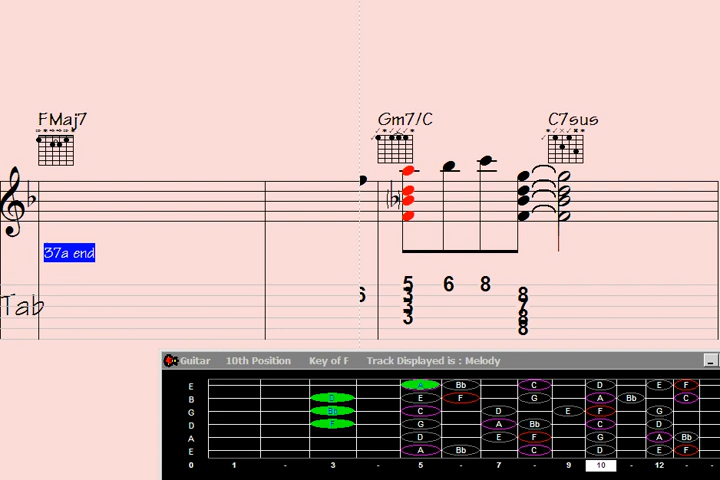 FMaj7 Gm7/C C7sus
37a end
Tab
6 5 6 8 8
3 3 3 7 8 8
Guitar 10th Position Key of F Track Displayed is : Melody
E A Bb C D E F
B D E F G A Bb C
G Bb C D E F G
D F G A Bb C D
A D E F G A Bb
E A Bb C D E F
0 1 - 3 - 5 - 7 - 9 10 - 12 -